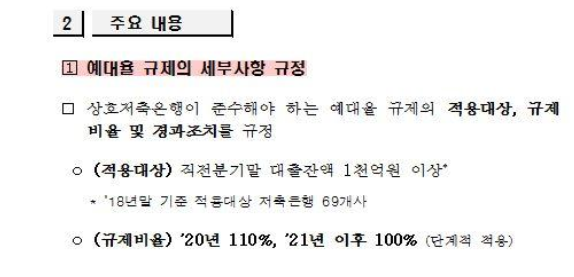 2 주요 내용
1 예대율 규제의 세부사항 규정
□ 상호저축은행이 준수해야 하는 예대율 규제의 적용대상, 규제
비율 및 경과조치를 규정
ㅇ (적용대상) 직전분기말 대출잔액 1천억원 이상*
* '18년말 기준 적용대상 저축은행 69개사
ㅇ (규제비율) '20년 110%, '21년 이후 100% (단계적 적용)